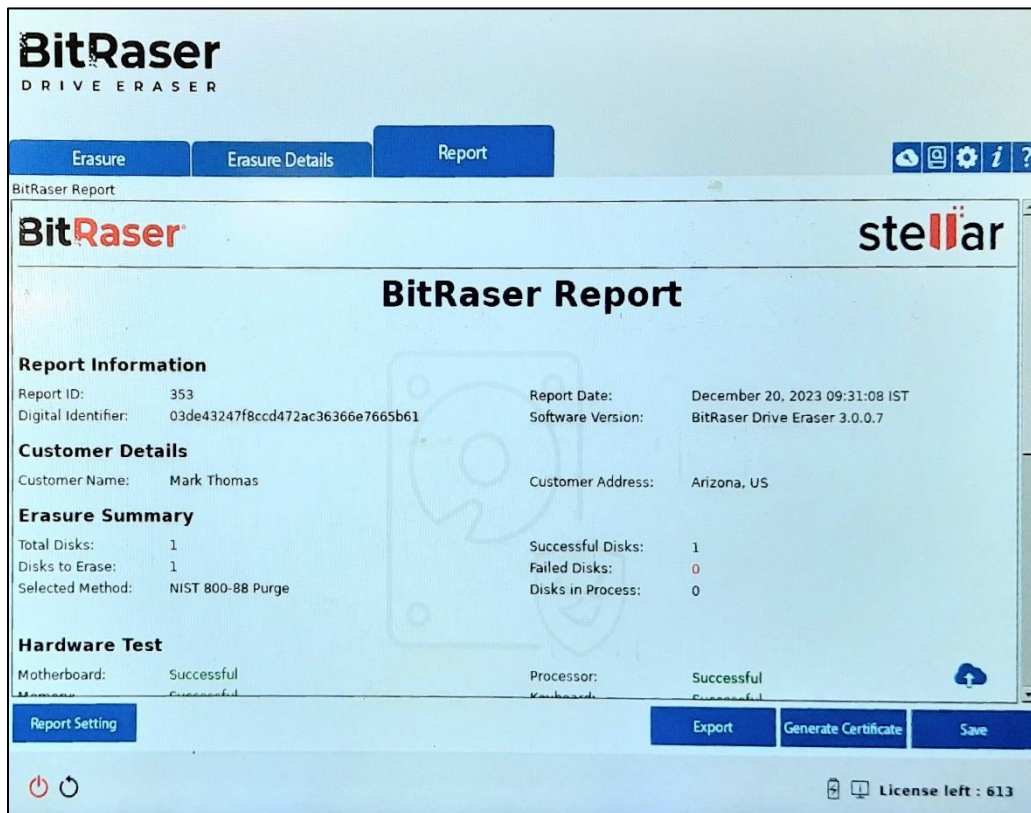 BitRaser
DRIVE ERASER
Erasure Erasure Details Report
i ?
BitRaser Report
BitRaser stellar
BitRaser Report
Report Information
Report ID: 353 Report Date: December 20, 2023 09:31:08 IST
Digital Identifier: 03de43247f8ccd472ac36366e7665b61 Software Version: BitRaser Drive Eraser 3.0.0.7
Customer Details
Customer Name: Mark Thomas Customer Address: Arizona, US
Erasure Summary
Total Disks: 1 Successful Disks: 1
Disks to Erase: 1 Failed Disks: 0
Selected Method: NIST 800-88 Purge Disks in Process: 0
Hardware Test
Motherboard: Successful Processor: Successful
Memory: Successful Keyboard: Successful
Report Setting Export Generate Certificate Save
License left : 613